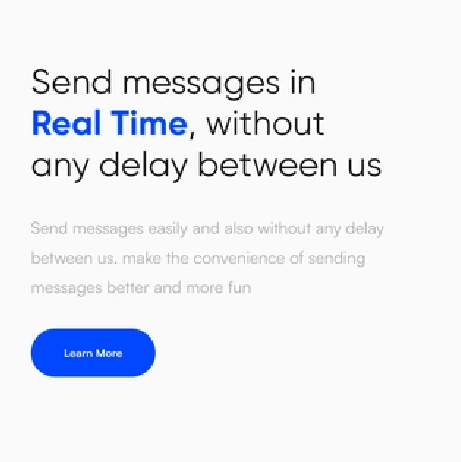 Send messages in
Real Time, without
any delay between us
Send messages easily and also without any delay
between us. make the convenience of sending
messages better and more fun
Learn More